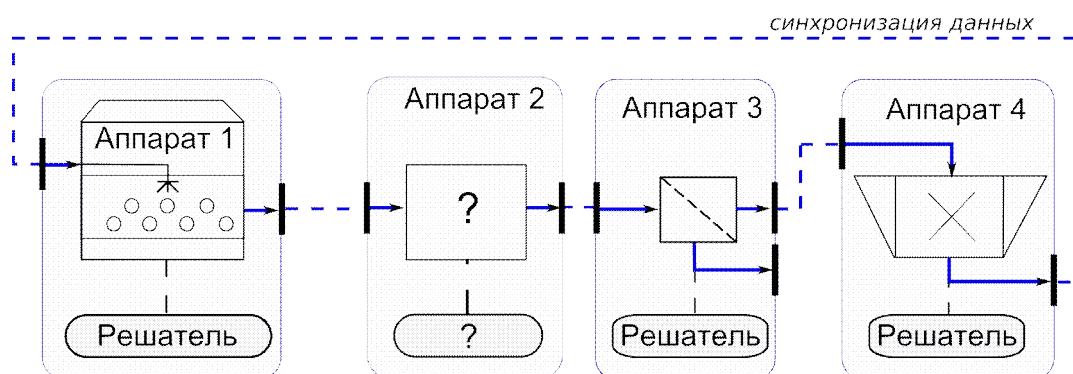 синхронизация данных
Аппарат 1
Аппарат 2
Аппарат 3
Аппарат 4
?
Решатель
?
Решатель
Решатель